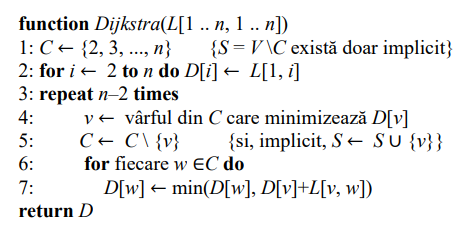 function Dijkstra(L[1 .. n, 1 .. n])
1: C ← {2, 3, ..., n} {S = V \C există doar implicit}
2: for i ← 2 to n do D[i] ← L[1, i]
3: repeat n–2 times
4: v ← vârful din C care minimizează D[v]
5: C ← C \ {v} {si, implicit, S ← S ∪ {v}}
6: for fiecare w ∈C do
7: D[w] ← min(D[w], D[v]+L[v, w])
return D